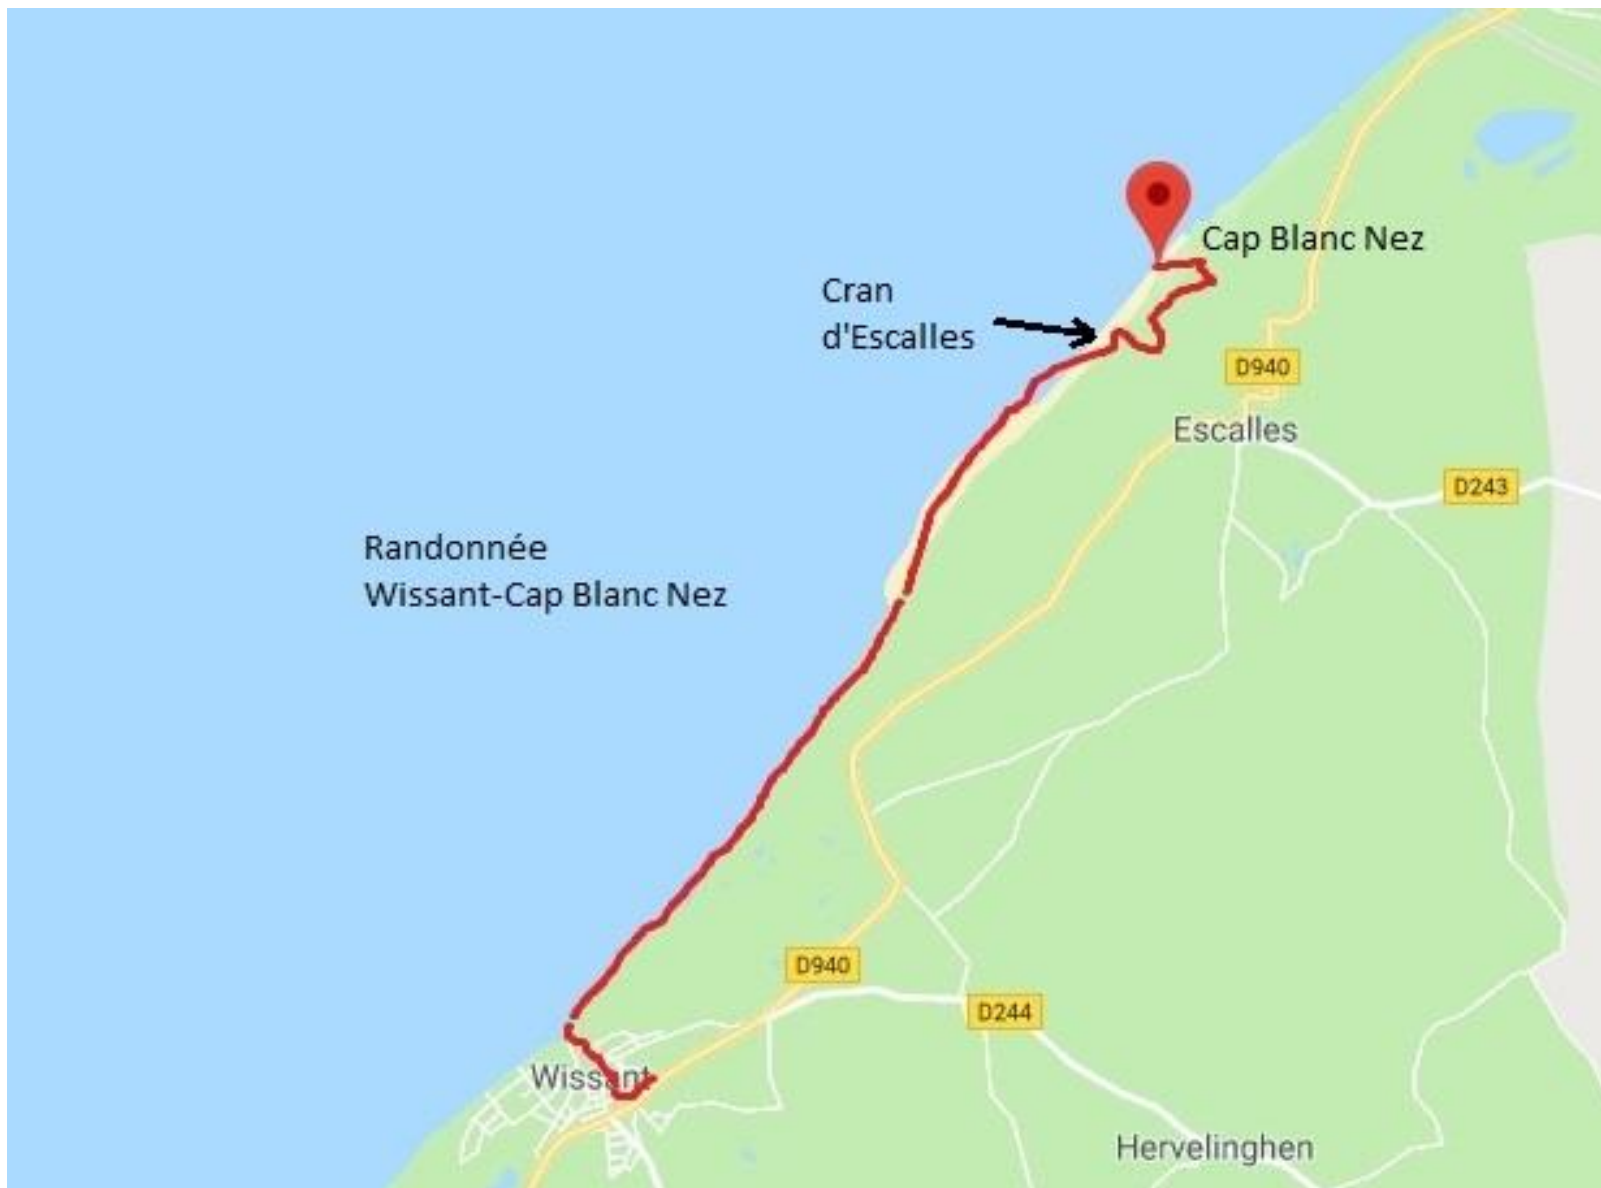 Cap Blanc Nez
Cran
d'Escalles
D940
Escalles
D243
Randonnée
Wissant-Cap Blanc Nez
D940
D244
Wissant
Hervelinghen